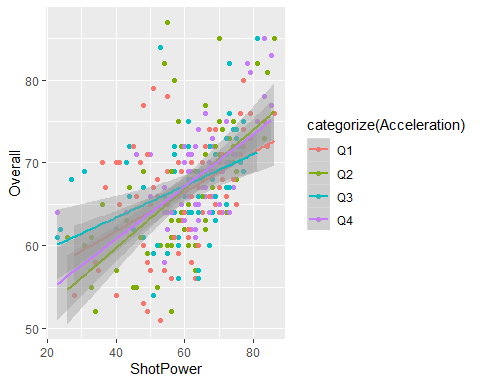 80
70
60
50
Overall
20
40
60
80
ShotPower
categorize(Acceleration)
Q1
Q2
Q3
Q4